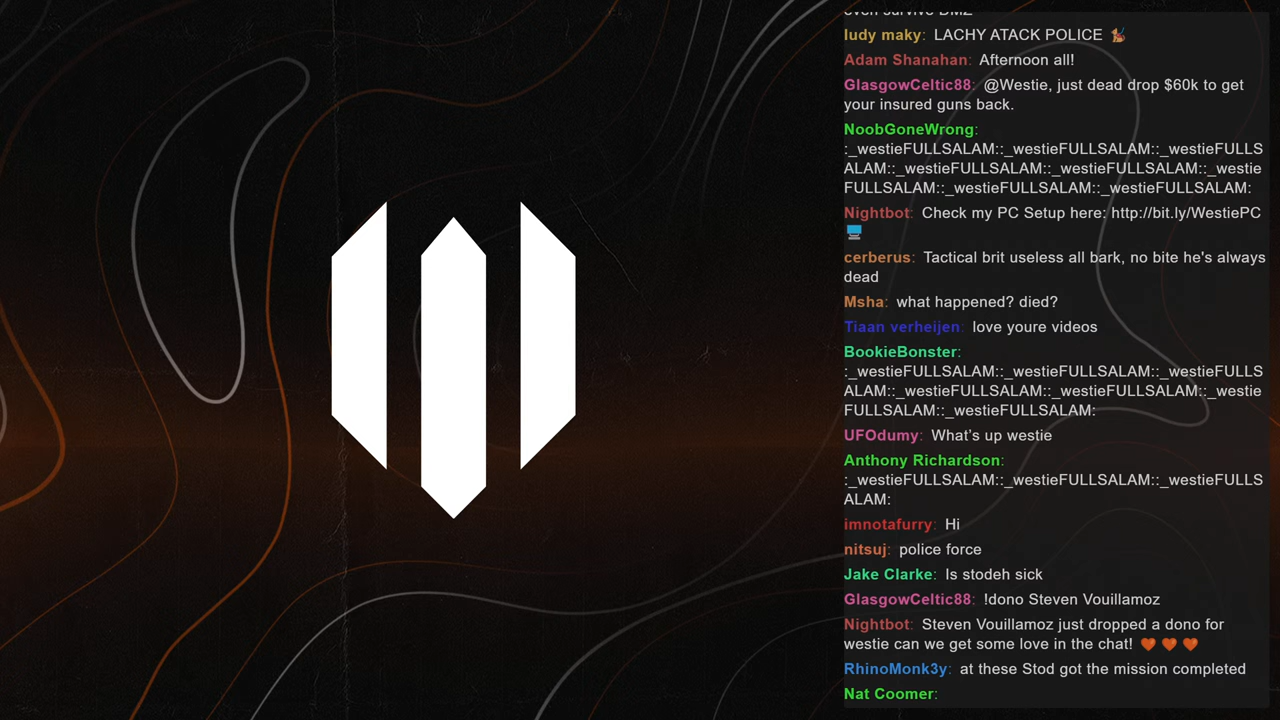 even survive DMZ
ludy maky: LACHY ATACK POLICE
Adam Shanahan: Afternoon all!
GlasgowCeltic88: @Westie, just dead drop $60k to get
your insured guns back.
NoobGoneWrong:
:_westieFULLSALAM::_westieFULLSALAM::_westieFULLS
ALAM::_westieFULLSALAM::_westieFULLSALAM::_westie
FULLSALAM::_westieFULLSALAM::_westieFULLSALAM:
Nightbot: Check my PC Setup here: http://bit.ly/WestiePC
cerberus: Tactical brit useless all bark, no bite he's always
dead
Msha: what happened? died?
Tiaan verheijen: love youre videos
BookieBonster:
:_westieFULLSALAM::_westieFULLSALAM::_westieFULLS
ALAM::_westieFULLSALAM::_westieFULLSALAM::_westie
FULLSALAM::_westieFULLSALAM:
UFOdumy: What's up westie
Anthony Richardson:
:_westieFULLSALAM::_westieFULLSALAM::_westieFULLS
ALAM:
imnotafurry: Hi
nitsuj: police force
Jake Clarke: Is stodeh sick
GlasgowCeltic88: !dono Steven Vouillamoz
Nightbot: Steven Vouillamoz just dropped a dono for
westie can we get some love in the chat! 🧡 🧡 🧡
RhinoMonk3y: at these Stod got the mission completed
Nat Coomer: